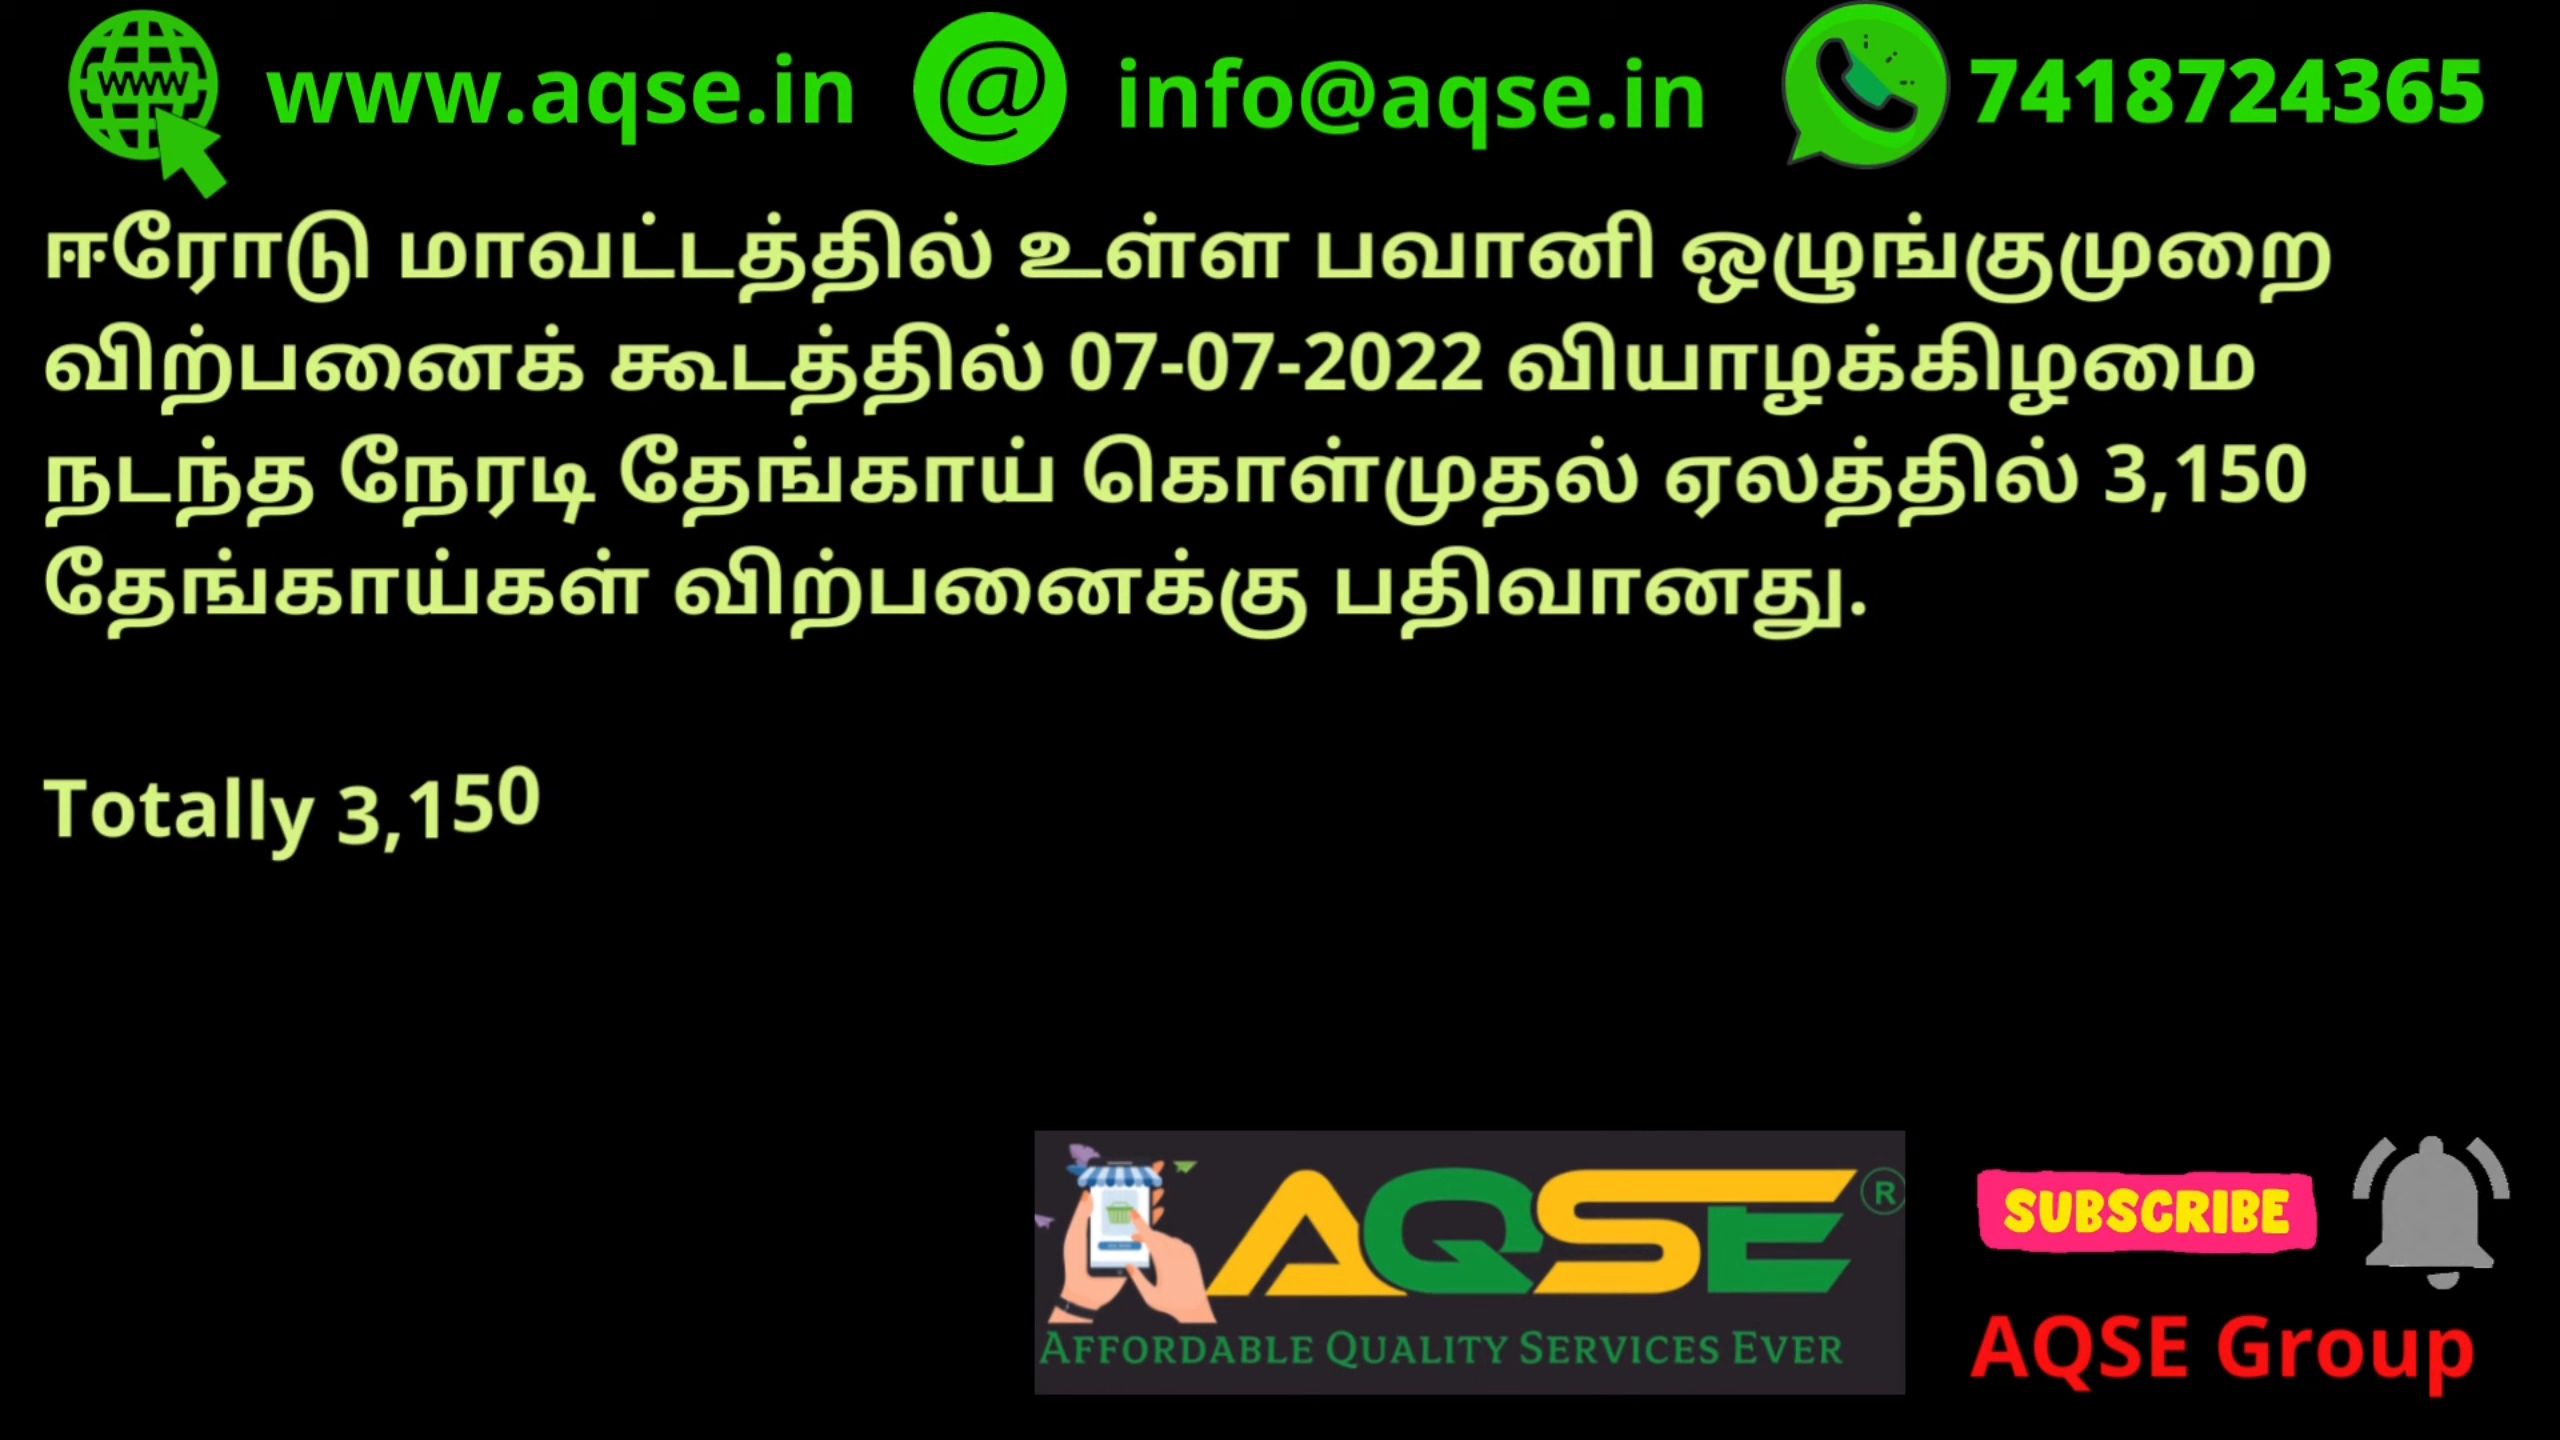 www www.aqse.in @ info@aqse.in 7418724365
ஈரோடு மாவட்டத்தில் உள்ள பவானி ஒழுங்குமுறை
விற்பனைக் கூடத்தில் 07-07-2022 வியாழக்கிழமை
நடந்த நேரடி தேங்காய் கொள்முதல் ஏலத்தில் 3,150
தேங்காய்கள் விற்பனைக்கு பதிவானது.
Totally 3,150
AQSE ®
AFFORDABLE QUALITY SERVICES EVER
SUBSCRIBE
AQSE Group